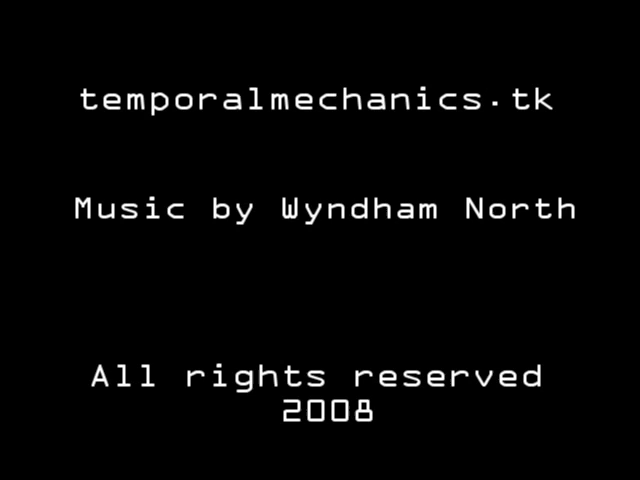 temporalmechanics.tk
Music by Wyndham North
All rights reserved
2008